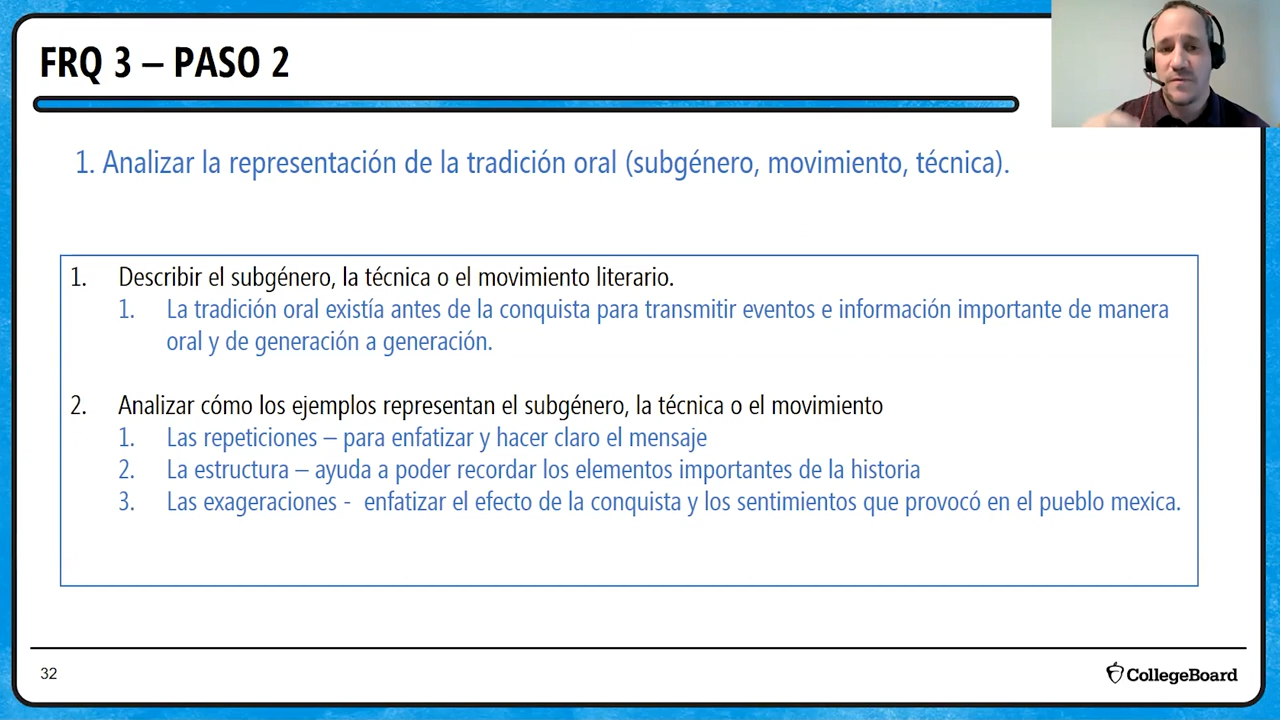 FRQ 3 – PASO 2
1. Analizar la representación de la tradición oral (subgénero, movimiento, técnica).
1. Describir el subgénero, la técnica o el movimiento literario.
1. La tradición oral existía antes de la conquista para transmitir eventos e información importante de manera
oral y de generación a generación.
2. Analizar cómo los ejemplos representan el subgénero, la técnica o el movimiento
1. Las repeticiones – para enfatizar y hacer claro el mensaje
2. La estructura – ayuda a poder recordar los elementos importantes de la historia
3. Las exageraciones - enfatizar el efecto de la conquista y los sentimientos que provocó en el pueblo mexica.
32
CollegeBoard